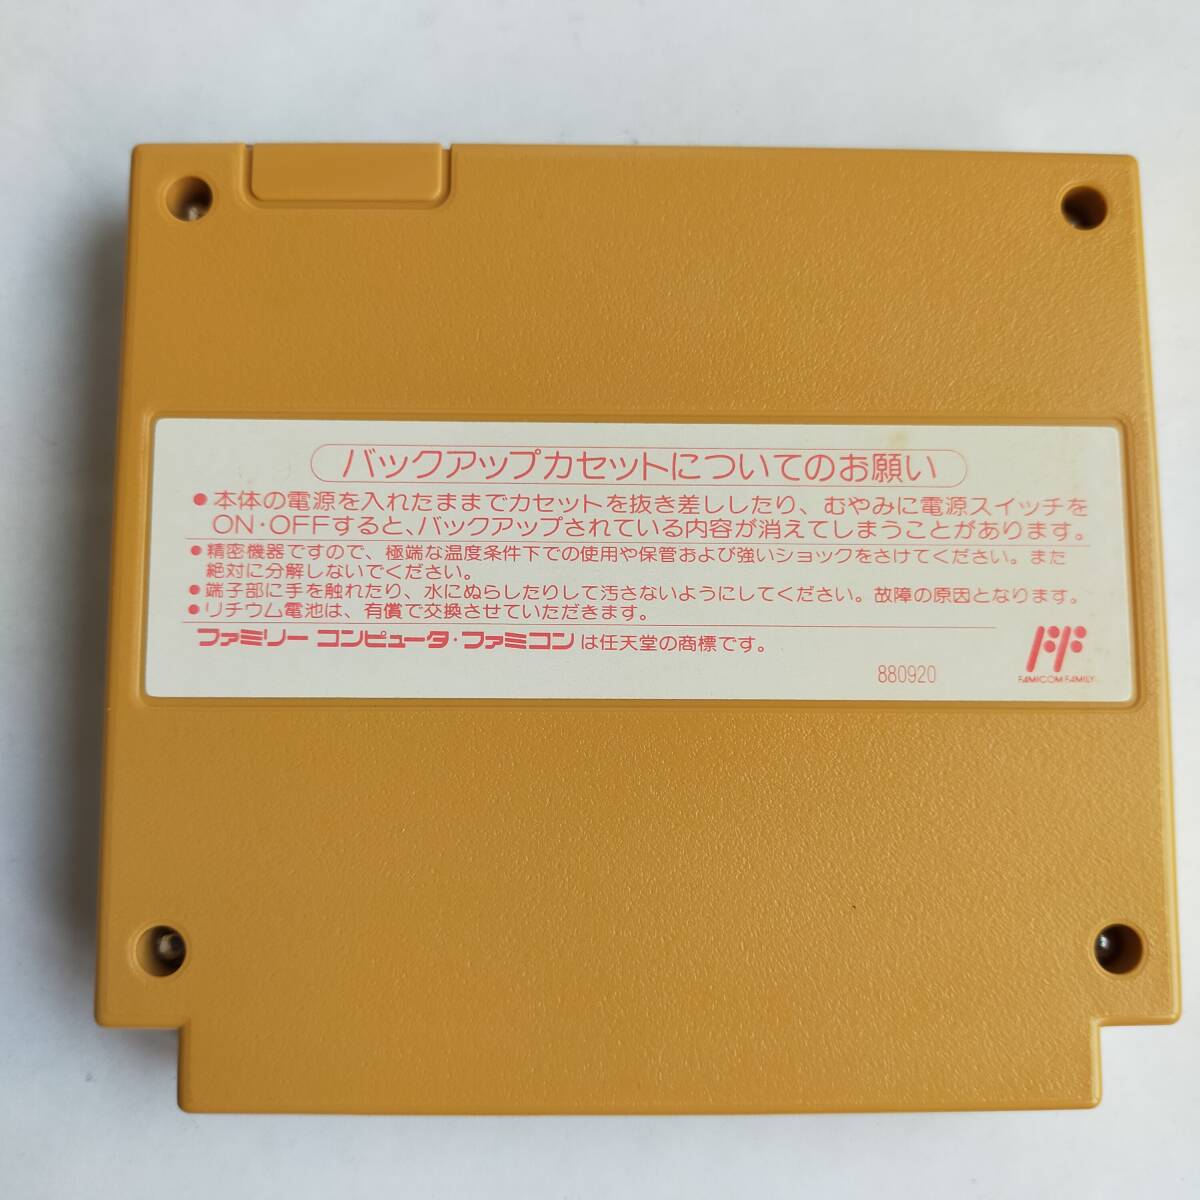 バックアップカセットについてのお願い
●本体の電源を入れたままでカセットを抜き差ししたり、むやみに電源スイッチを
ON・OFFすると、バックアップされている内容が消えてしまうことがあります。
●精密機器ですので、極端な温度条件下での使用や保管および強いショックをさけてください。また
絶対に分解しないでください。
●端子部に手を触れたり、水にぬらしたりして汚さないようにしてください。故障の原因となります。
●リチウム電池は、有償で交換させていただきます。
ファミリー コンピュータ・ファミコンは任天堂の商標です。
880920
FAMICOM FAMILY